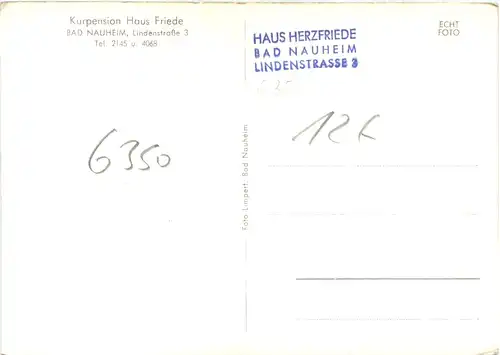 Kurpension Haus Friede
BAD NAUHEIM, Lindenstraße 3
Tel. 2145 u. 4068
HAUS HERZFRIEDE
BAD NAUHEIM
LINDENSTRASSE 3
ECHT
FOTO
6350
12€
Foto Limpert, Bad Nauheim